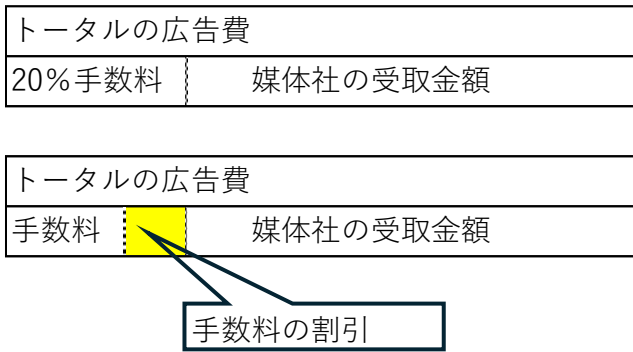 トータルの広告費
20％手数料 媒体社の受取金額
トータルの広告費
手数料 媒体社の受取金額
手数料の割引